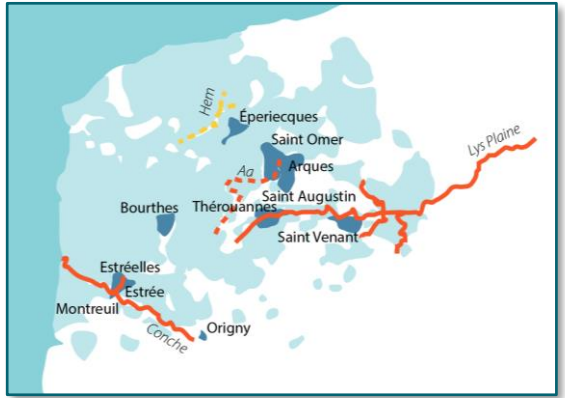 Hem
Éperiecques
Saint Omer
Lys Plaine
Aa
Arques
Saint Augustin
Thérouannes
Bourthes
Saint Venant
Estréelles
Estrée
Montreuil
Conche
Origny